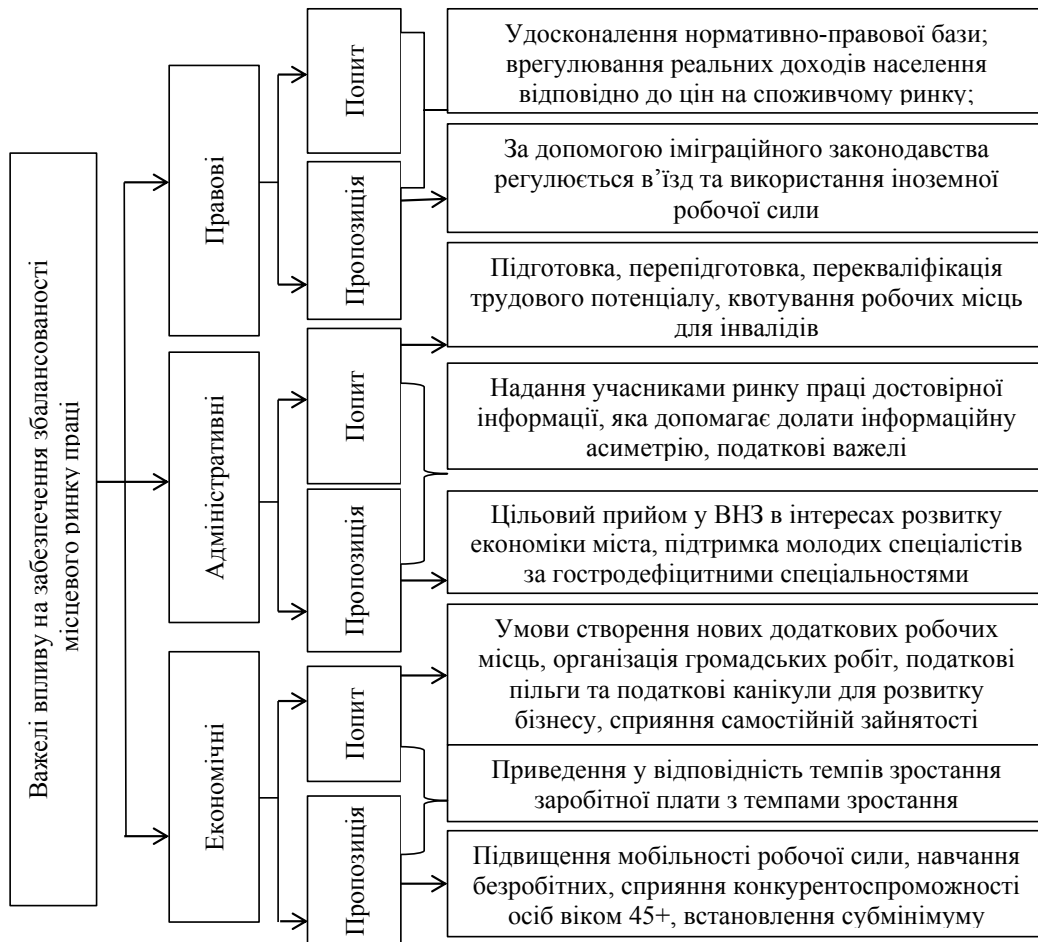 Важелі впливу на забезпечення збалансованості
місцевого ринку праці
Правові
Попит
Пропозиція
Удосконалення нормативно-правової бази;
врегулювання реальних доходів населення
відповідно до цін на споживчому ринку;
За допомогою іміграційного законодавства
регулюється в’їзд та використання іноземної
робочої сили
Адміністративні
Попит
Пропозиція
Підготовка, перепідготовка, перекваліфікація
трудового потенціалу, квотування робочих місць
для інвалідів
Надання учасниками ринку праці достовірної
інформації, яка допомагає долати інформаційну
асиметрію, податкові важелі
Цільовий прийом у ВНЗ в інтересах розвитку
економіки міста, підтримка молодих спеціалістів
за гостродефіцитними спеціальностями
Економічні
Попит
Пропозиція
Умови створення нових додаткових робочих
місць, організація громадських робіт, податкові
пільги та податкові канікули для розвитку
бізнесу, сприяння самостійній зайнятості
Приведення у відповідність темпів зростання
заробітної плати з темпами зростання
Підвищення мобільності робочої сили, навчання
безробітних, сприяння конкурентоспроможності
осіб віком 45+, встановлення субмінімуму